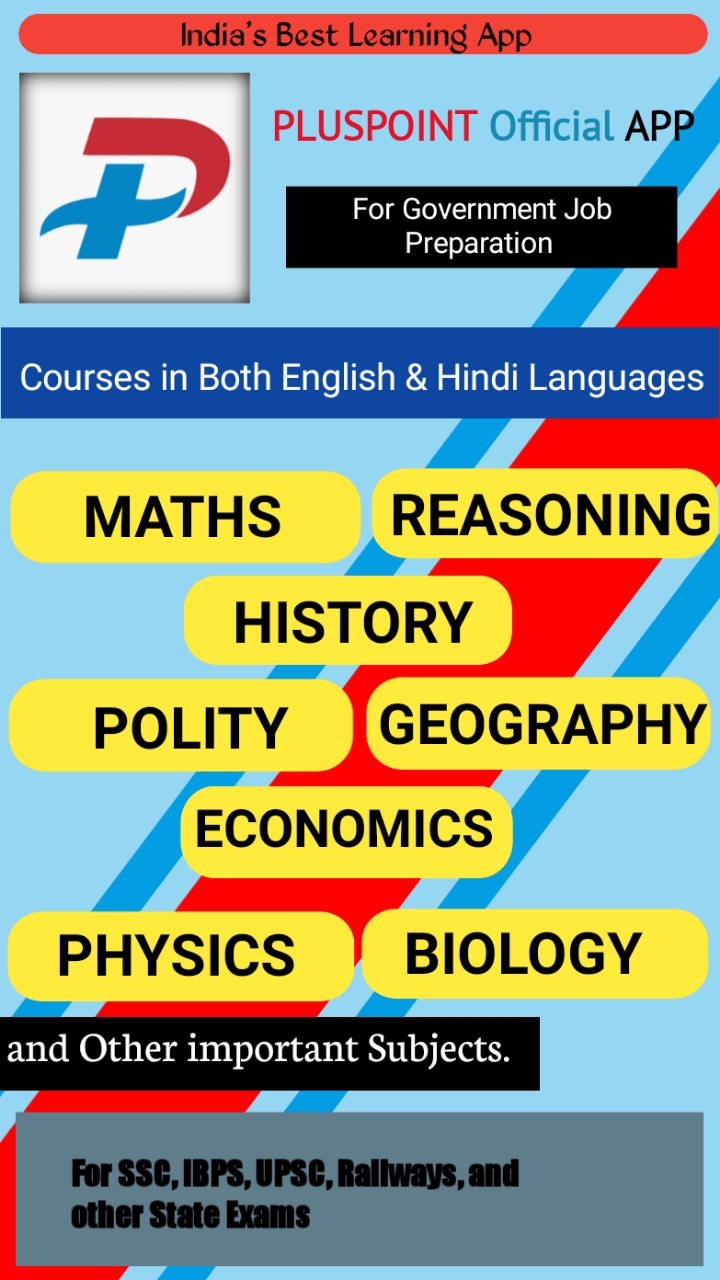 India's Best Learning App
PLUSPOINT Official APP
For Government Job
Preparation
Courses in Both English & Hindi Languages
MATHS
REASONING
HISTORY
POLITY
GEOGRAPHY
ECONOMICS
PHYSICS
BIOLOGY
and Other important Subjects.
For SSC, IBPS, UPSC, Railways, and
other State Exams